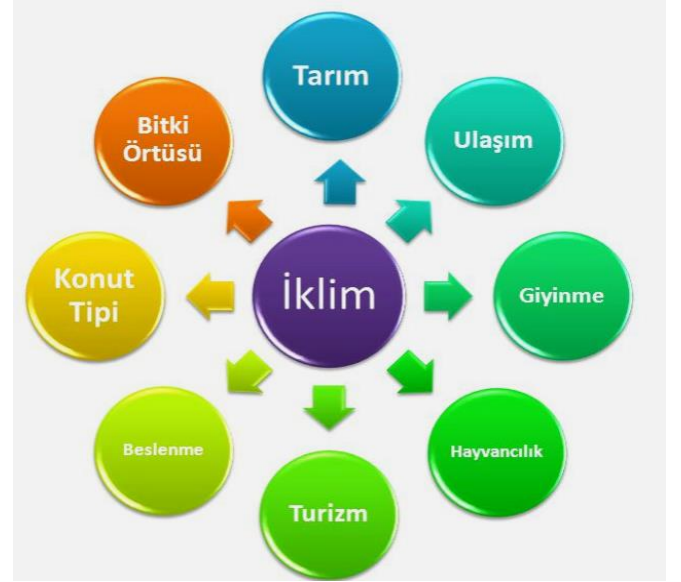 Tarım
Ulaşım
Giyinme
Hayvancılık
Turizm
Beslenme
Konut
Tipi
Bitki
Örtüsü
İklim